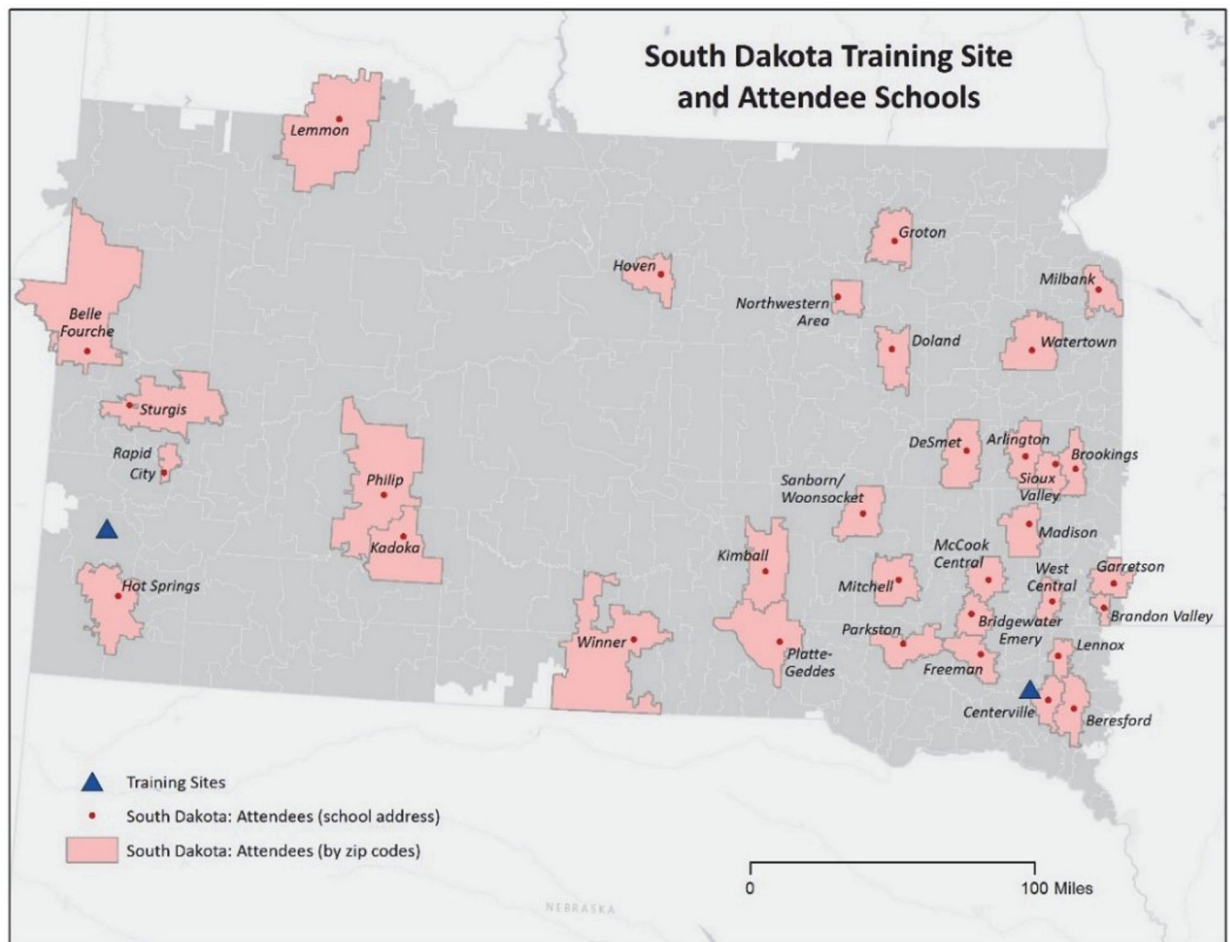 South Dakota Training Site
and Attendee Schools
Lemmon
Groton
Hoven
Milbank
Northwestern
Area
Belle
Fourche
Doland
Watertown
Sturgis
Rapid
City
DeSmet
Arlington
Brookings
Sioux
Valley
Philip
Sanborn/
Woonsocket
Kadoka
Madison
McCook
Central
Kimball
West
Central
Garretson
Hot Springs
Mitchell
Brandon Valley
Bridgewater
Emery
Parkston
Winner
Lennox
Platte-
Geddes
Freeman
Centerville
Beresford
Training Sites
South Dakota: Attendees (school address)
South Dakota: Attendees (by zip codes)
0 100 Miles
NEBRASKA